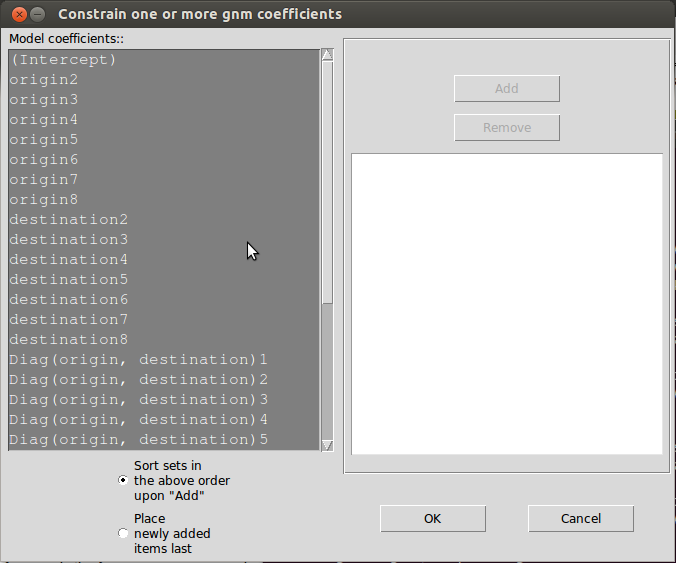 Constrain one or more gnm coefficients
Model coefficients::
(Intercept)
origin2
origin3
origin4
origin5
origin6
origin7
origin8
destination2
destination3
destination4
destination5
destination6
destination7
destination8
Diag(origin, destination)1
Diag(origin, destination)2
Diag(origin, destination)3
Diag(origin, destination)4
Diag(origin, destination)5
Sort sets in
the above order
upon "Add"
Place
newly added
items last
Add
Remove
OK
Cancel